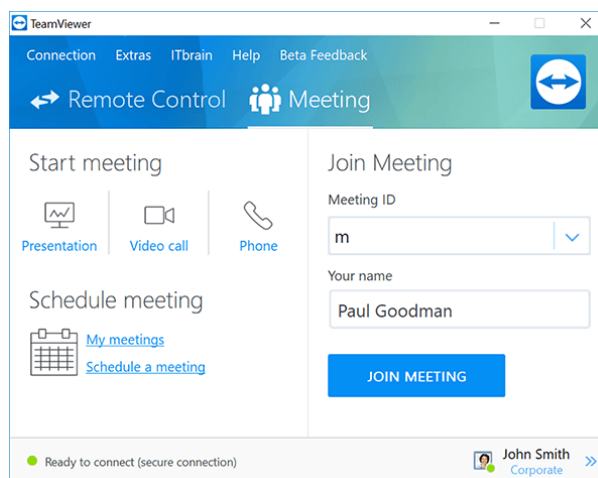 TeamViewer
Connection Extras ITbrain Help Beta Feedback
Remote Control Meeting
Start meeting
Presentation Video call Phone
Schedule meeting
My meetings
Schedule a meeting
Join Meeting
Meeting ID
m
Your name
Paul Goodman
JOIN MEETING
Ready to connect (secure connection)
John Smith
Corporate